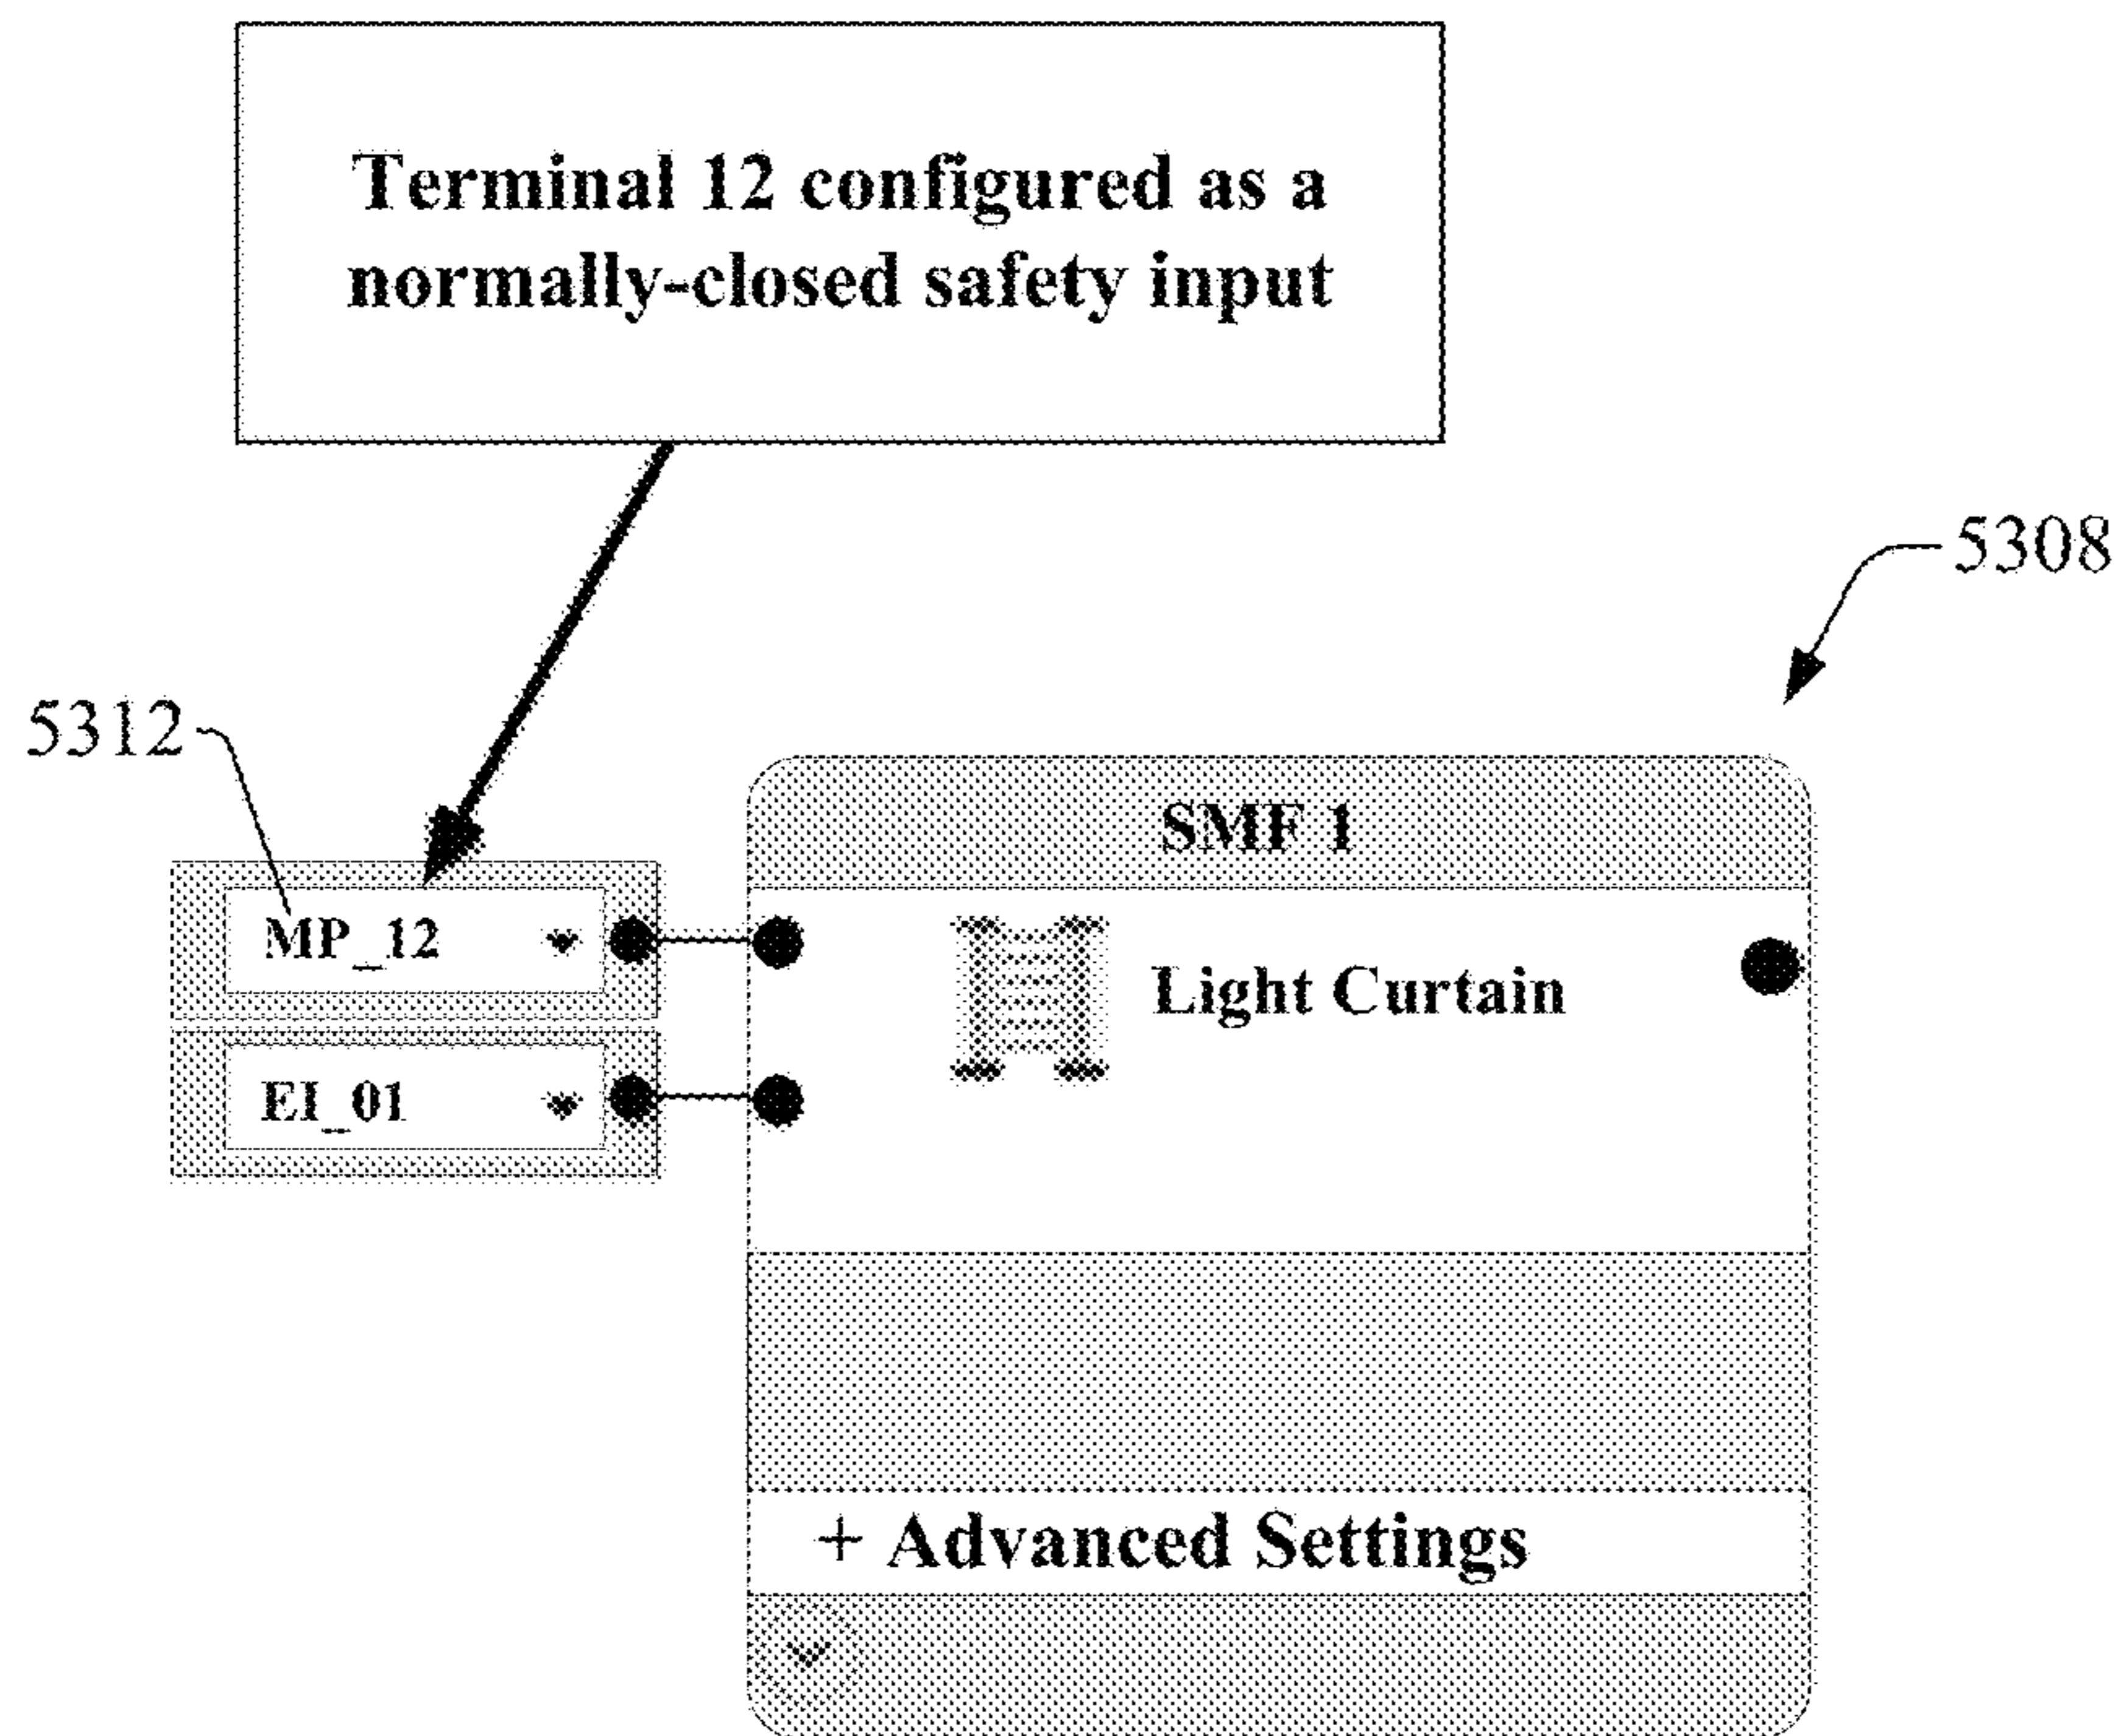 Terminal 12 configured as a
normally-closed safety input
5308
5312
SMF 1
MP_12
Light Curtain
EI_01
+ Advanced Settings